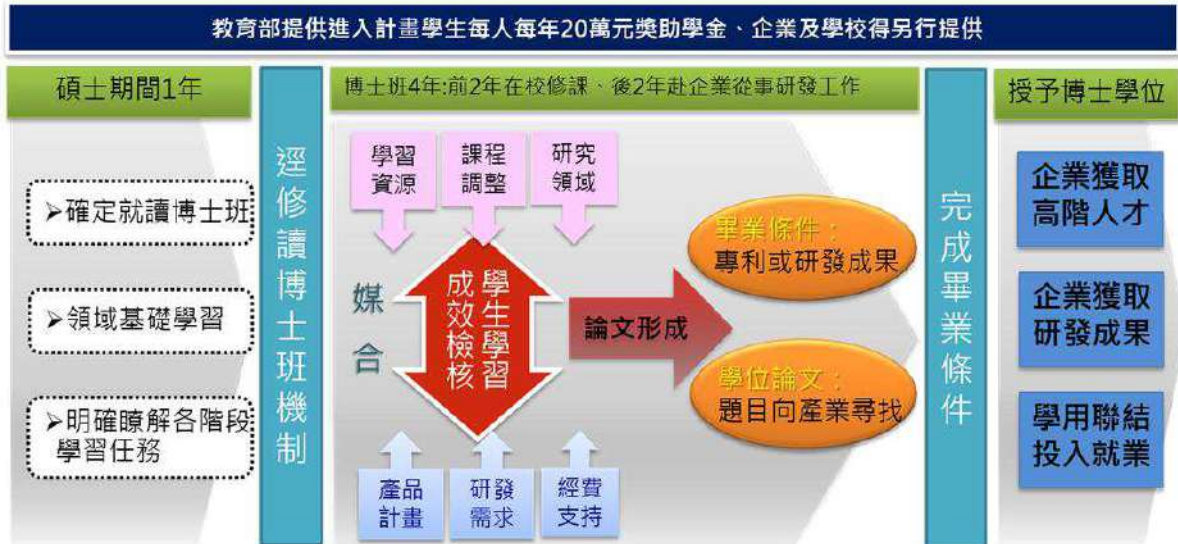 教育部提供進入計畫學生每人每年20萬元獎助學金、企業及學校得另行提供
碩士期間1年
➢確定就讀博士班
➢領域基礎學習
➢明確瞭解各階段
學習任務
逕修讀博士班機制
博士班4年:前2年在校修課、後2年赴企業從事研發工作
學習
資源
課程
調整
研究
領域
媒合
學生學習
成效檢核
產品
計畫
研發
需求
經費
支持
論文形成
畢業條件：
專利或研發成果
學位論文：
題目向產業尋找
完成畢業條件
授予博士學位
企業獲取
高階人才
企業獲取
研發成果
學用聯結
投入就業